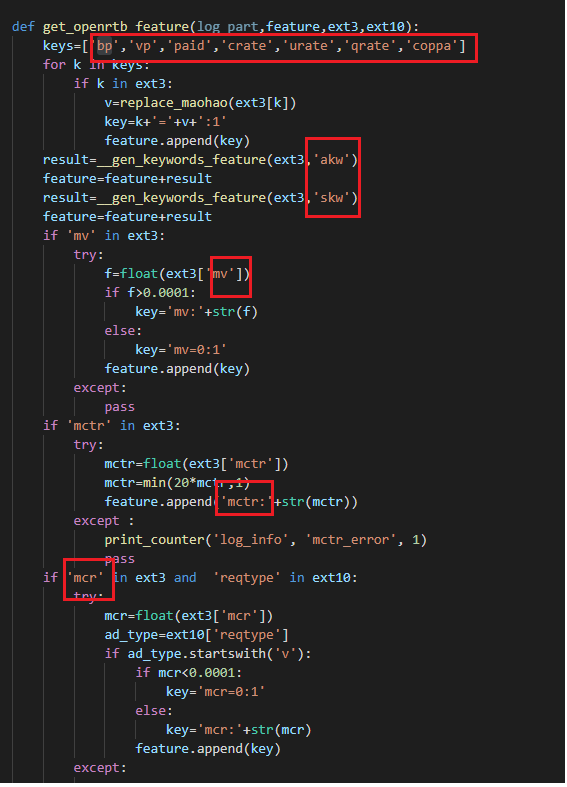 def get_openrtb_feature(log_part,feature,ext3,ext10):
    keys=['bp','vp','paid','crate','urate','qrate','coppa']
    for k in keys:
        if k in ext3:
            v=replace_maohao(ext3[k])
            key=k+'='+v+':1'
            feature.append(key)
    result=__gen_keywords_feature(ext3,'akw')
    feature=feature+result
    result=__gen_keywords_feature(ext3,'skw')
    feature=feature+result
    if 'mv' in ext3:
        try:
            f=float(ext3['mv'])
            if f>0.0001:
                key='mv:'+str(f)
            else:
                key='mv=0:1'
            feature.append(key)
        except:
            pass
    if 'mctr' in ext3:
        try:
            mctr=float(ext3['mctr'])
            mctr=min(20*mctr,1)
            feature.append('mctr:'+str(mctr))
        except :
            print_counter('log_info', 'mctr_error', 1)
            pass
    if 'mcr' in ext3 and  'reqtype' in ext10:
        try:
            mcr=float(ext3['mcr'])
            ad_type=ext10['reqtype']
            if ad_type.startswith('v'):
                if mcr<0.0001:
                    key='mcr=0:1'
                else:
                    key='mcr:'+str(mcr)
                feature.append(key)
        except: